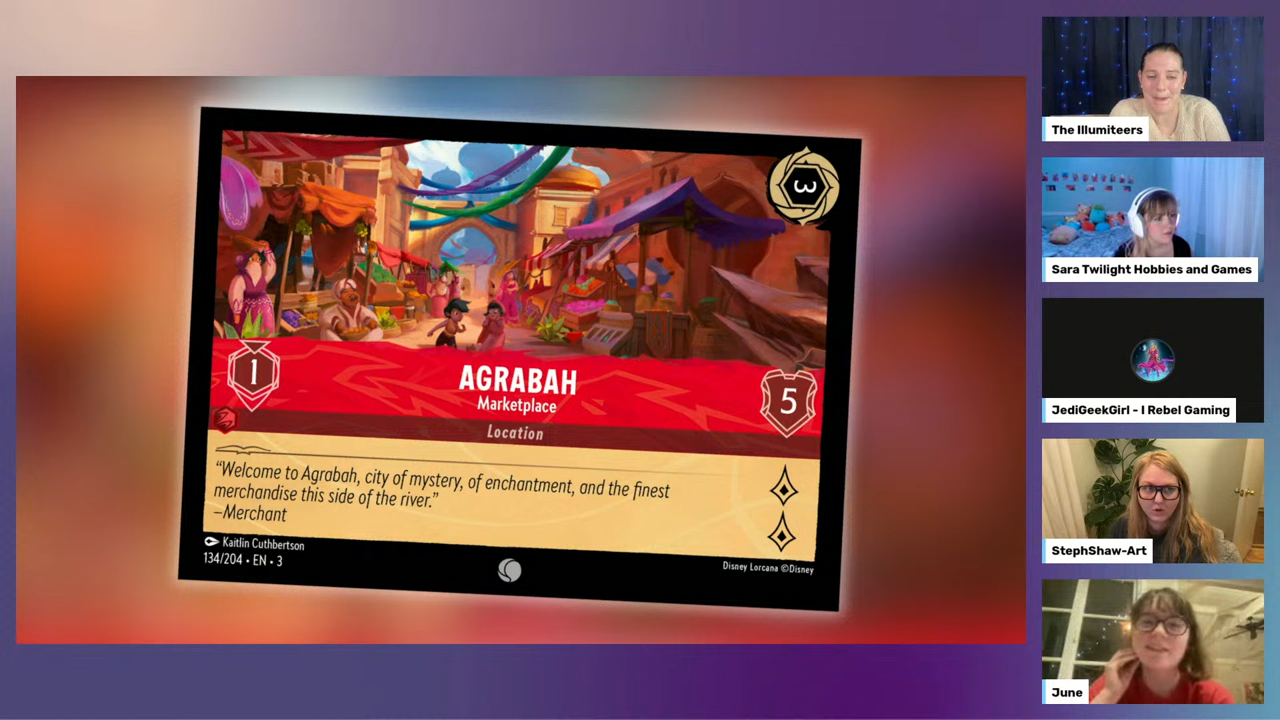 3
1
AGRABAH
Marketplace
5
Location
“Welcome to Agrabah, city of mystery, of enchantment, and the finest
merchandise this side of the river.”
–Merchant
Kaitlin Cuthbertson
134/204 • EN • 3
Disney Lorcana ©Disney
The Illumiteers
Sara Twilight Hobbies and Games
JediGeekGirl - I Rebel Gaming
StephShaw-Art
June